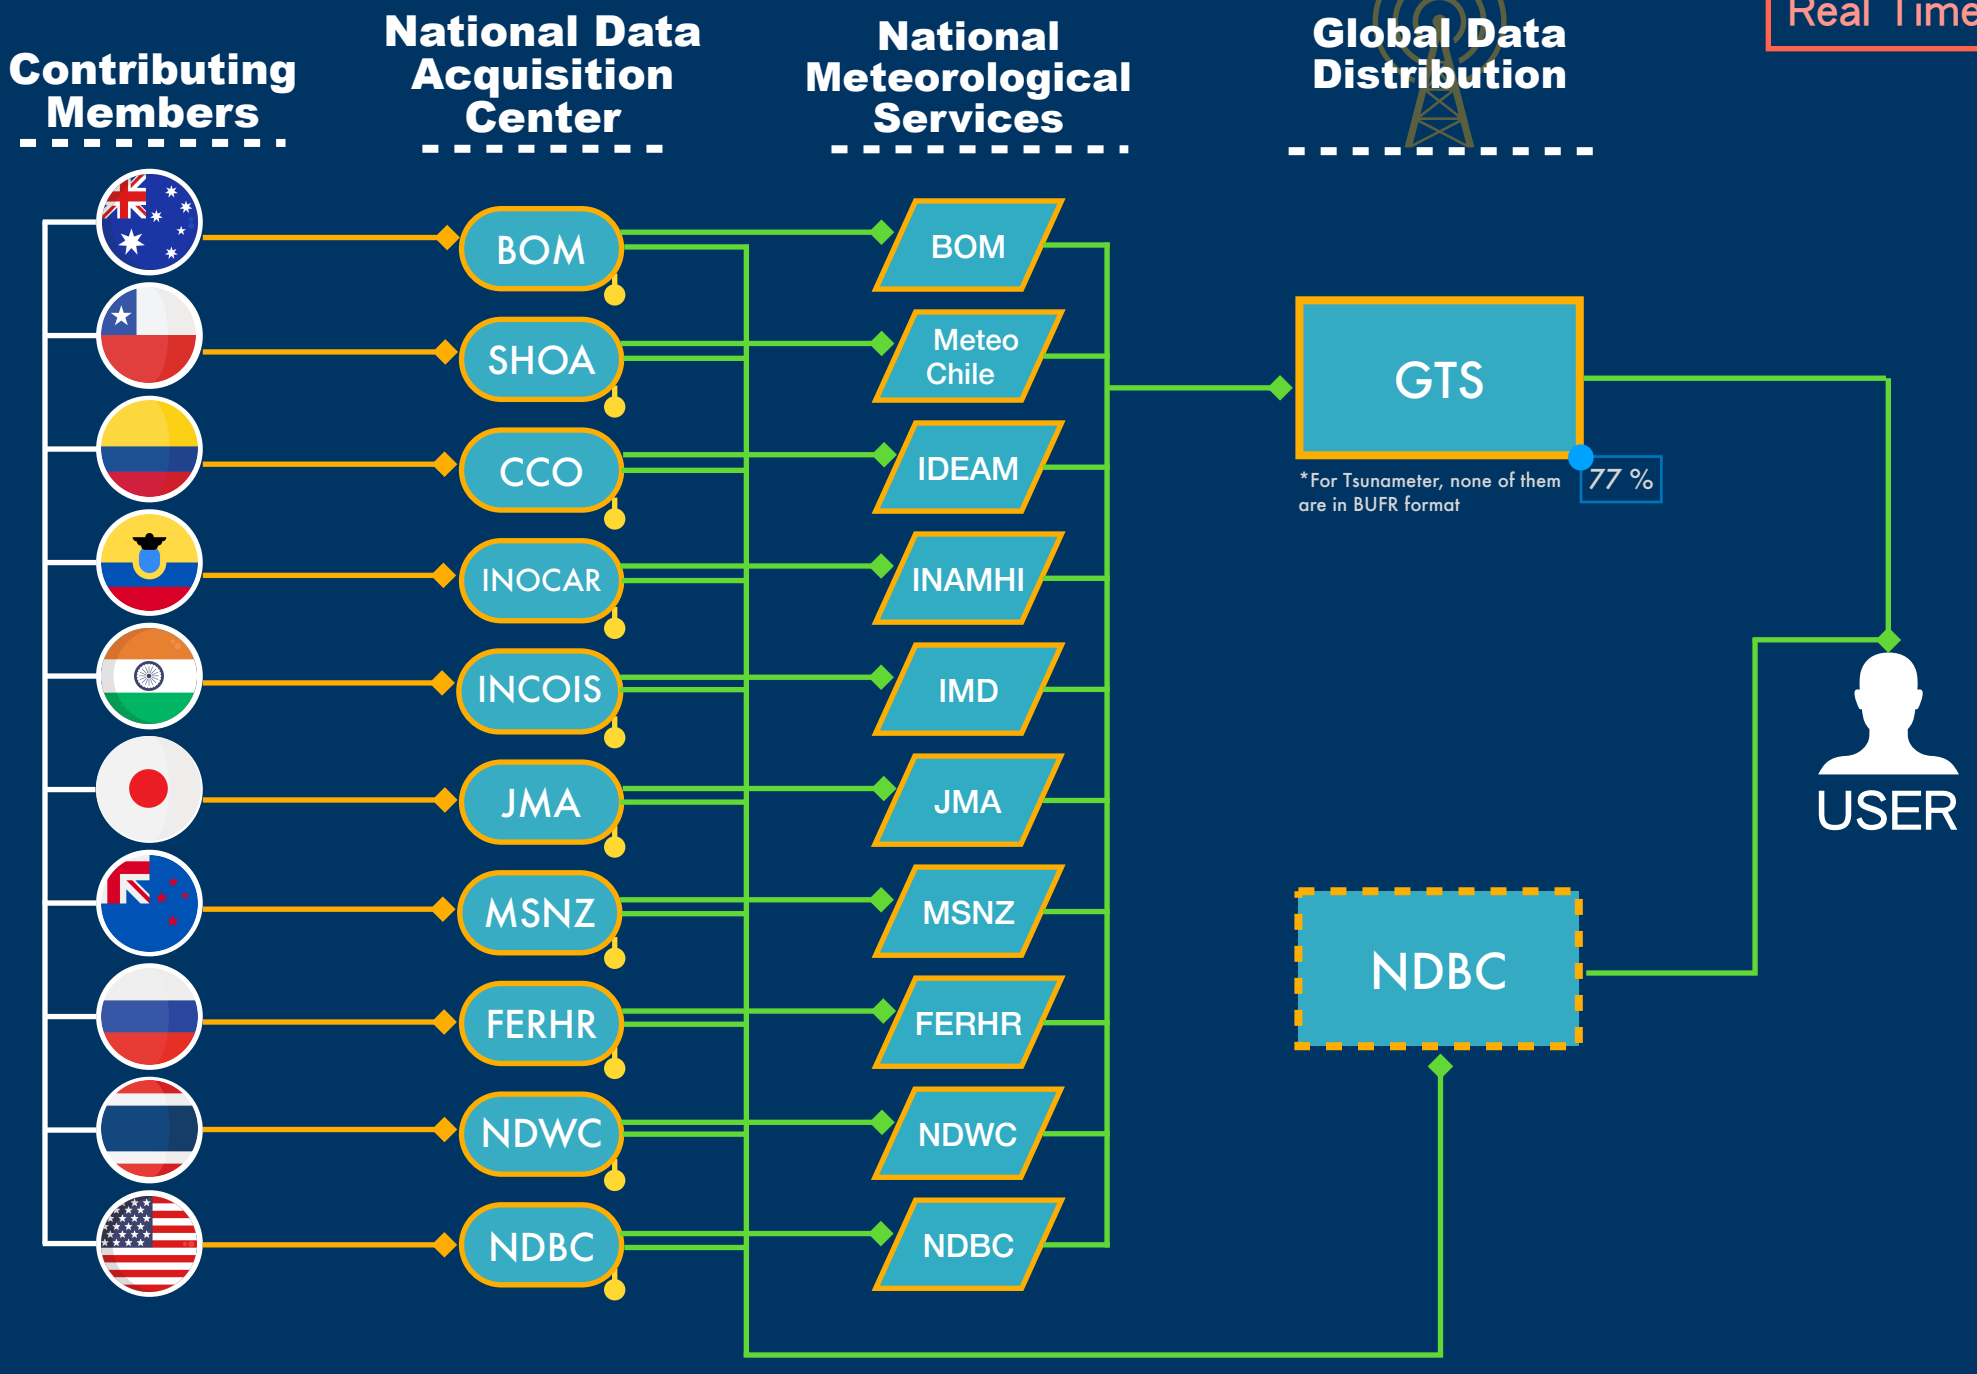 Real Time
Contributing
Members
National Data
Acquisition
Center
National
Meteorological
Services
Global Data
Distribution
BOM
SHOA
CCO
INOCAR
INCOIS
JMA
MSNZ
FERHR
NDWC
NDBC
BOM
Meteo
Chile
IDEAM
INAMHI
IMD
JMA
MSNZ
FERHR
NDWC
NDBC
GTS
*For Tsunameter, none of them
are in BUFR format
77 %
NDBC
USER